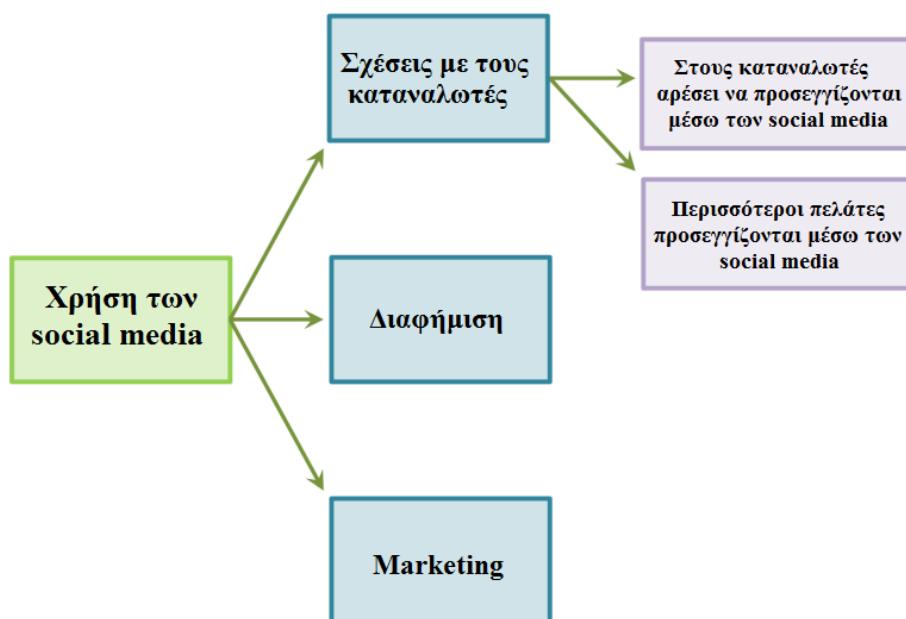 Σχέσεις με τους
καταναλωτές
Στους καταναλωτές
αρέσει να προσεγγίζονται
μέσω των social media
Περισσότεροι πελάτες
προσεγγίζονται μέσω των
social media
Χρήση των
social media
Διαφήμιση
Marketing